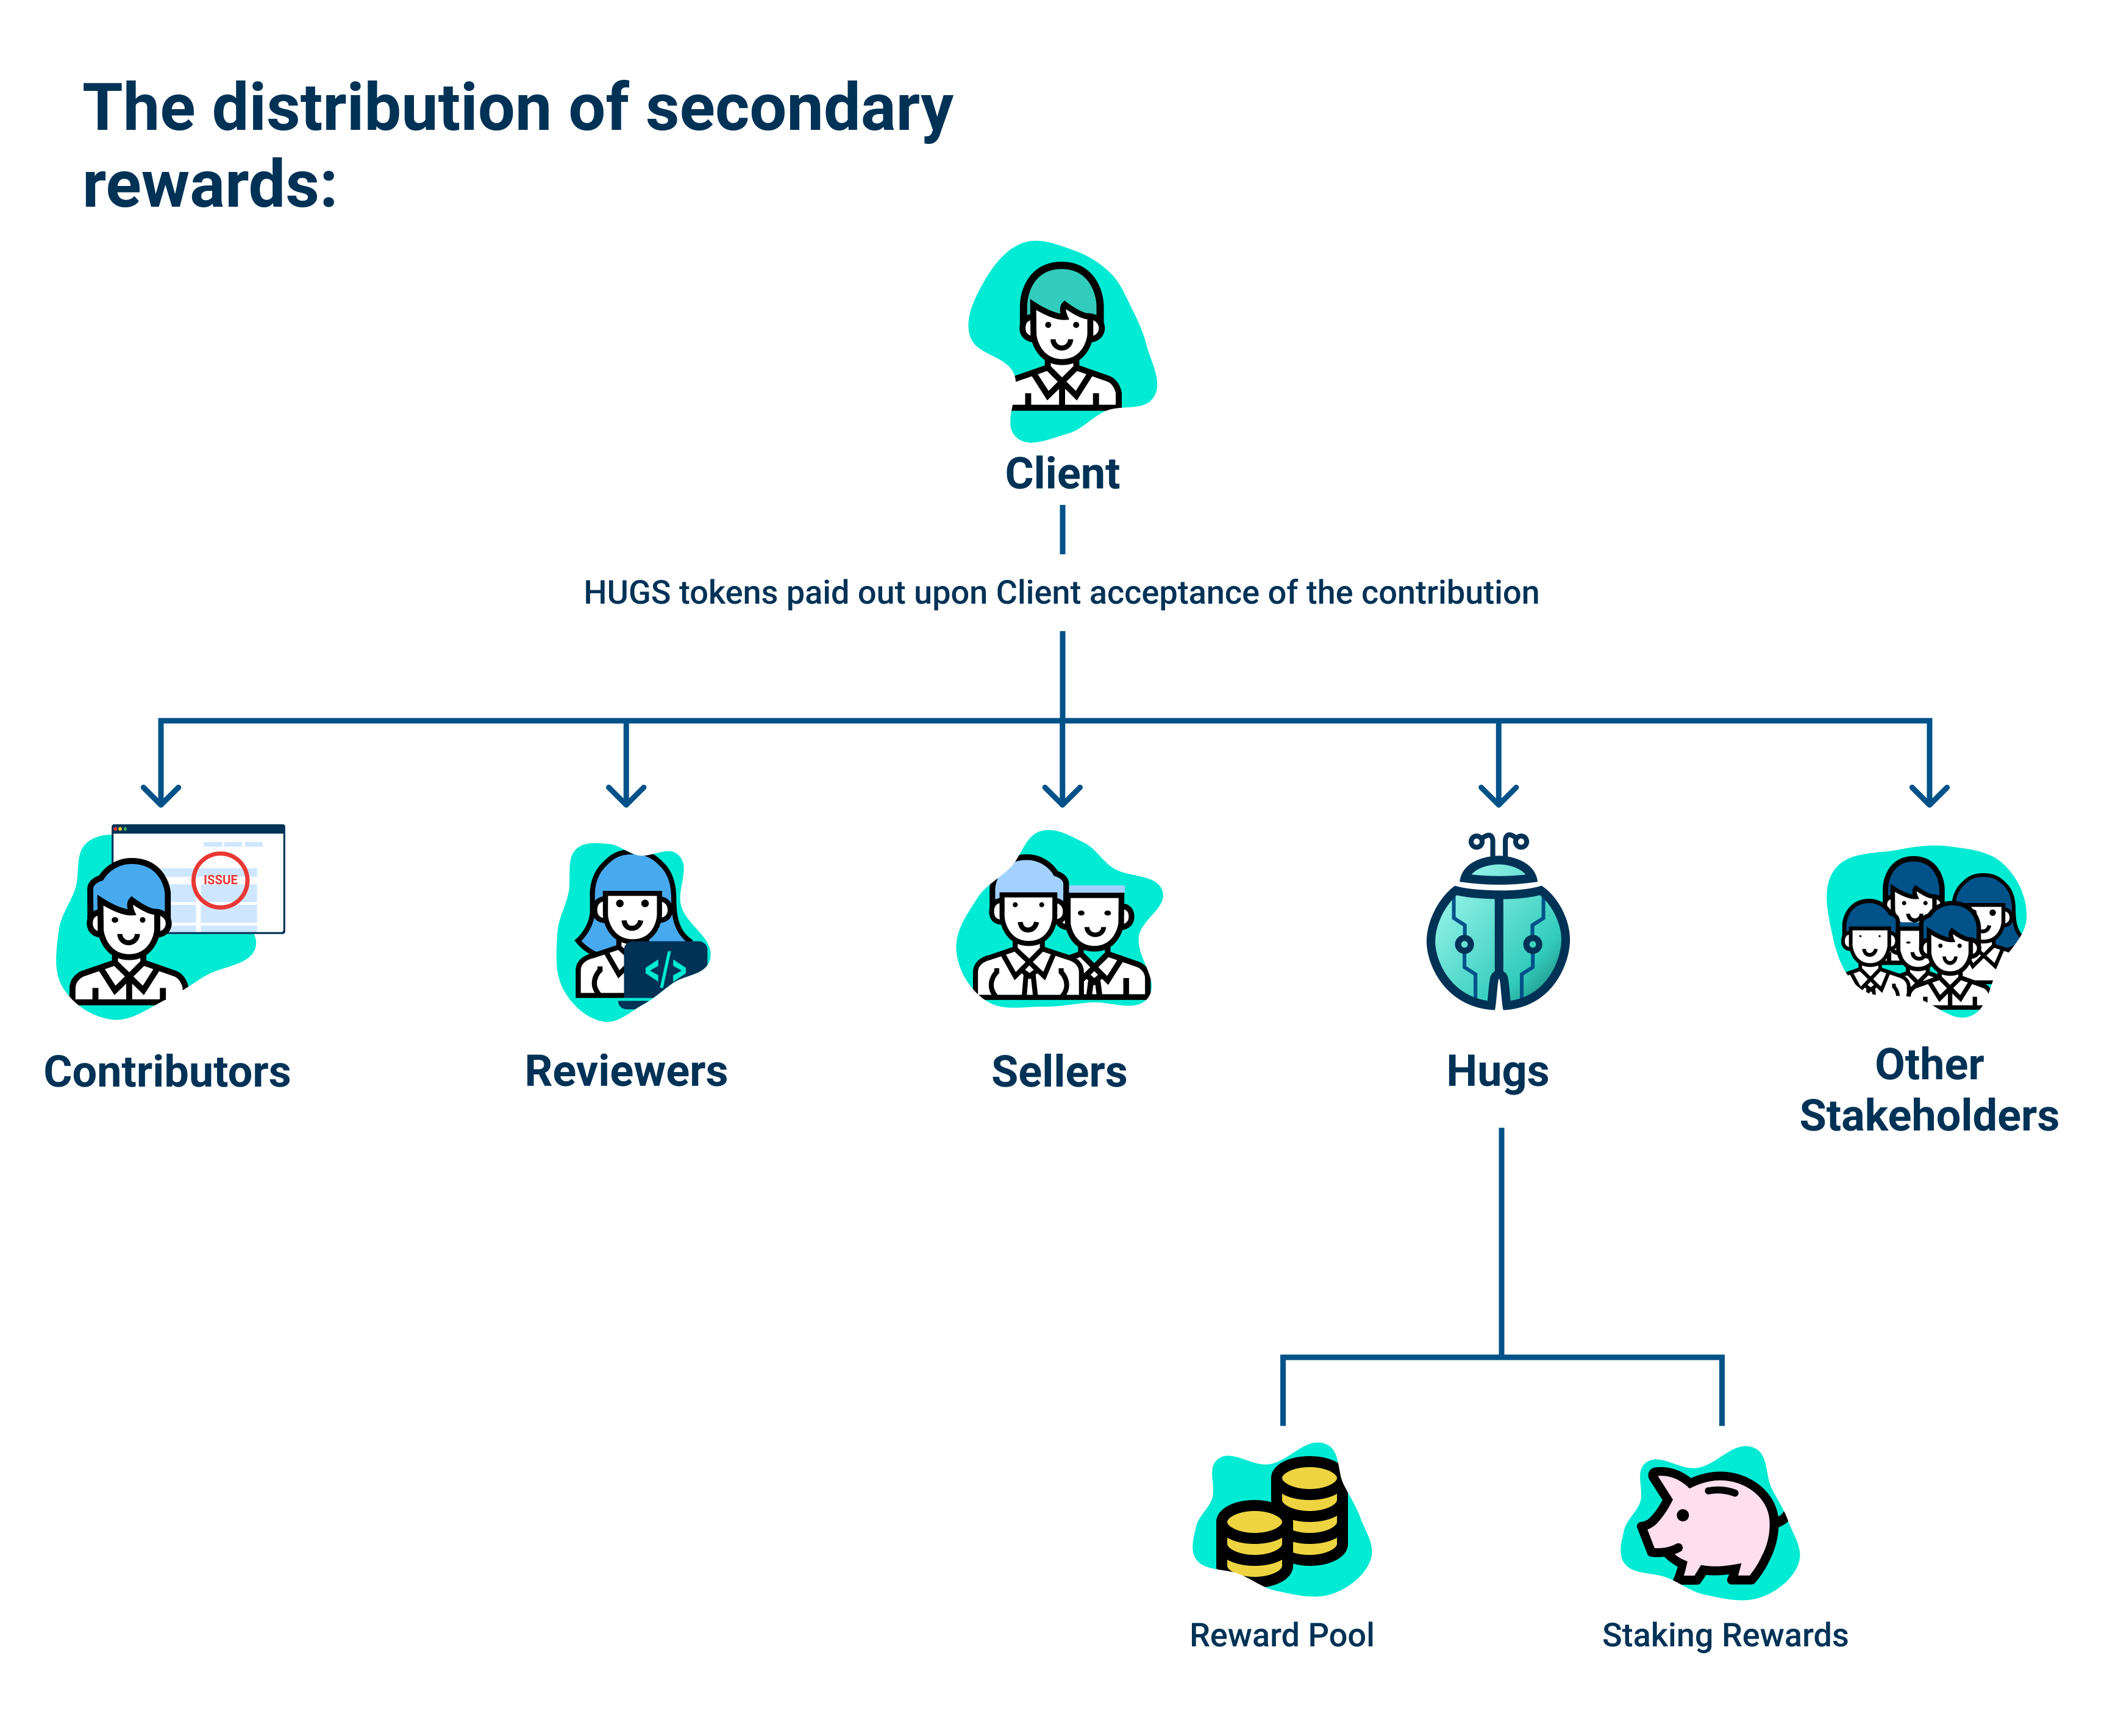 The distribution of secondary
rewards:
Client
HUGS tokens paid out upon Client acceptance of the contribution
ISSUE
</>
Contributors
Reviewers
Sellers
Hugs
Other
Stakeholders
Reward Pool
Staking Rewards